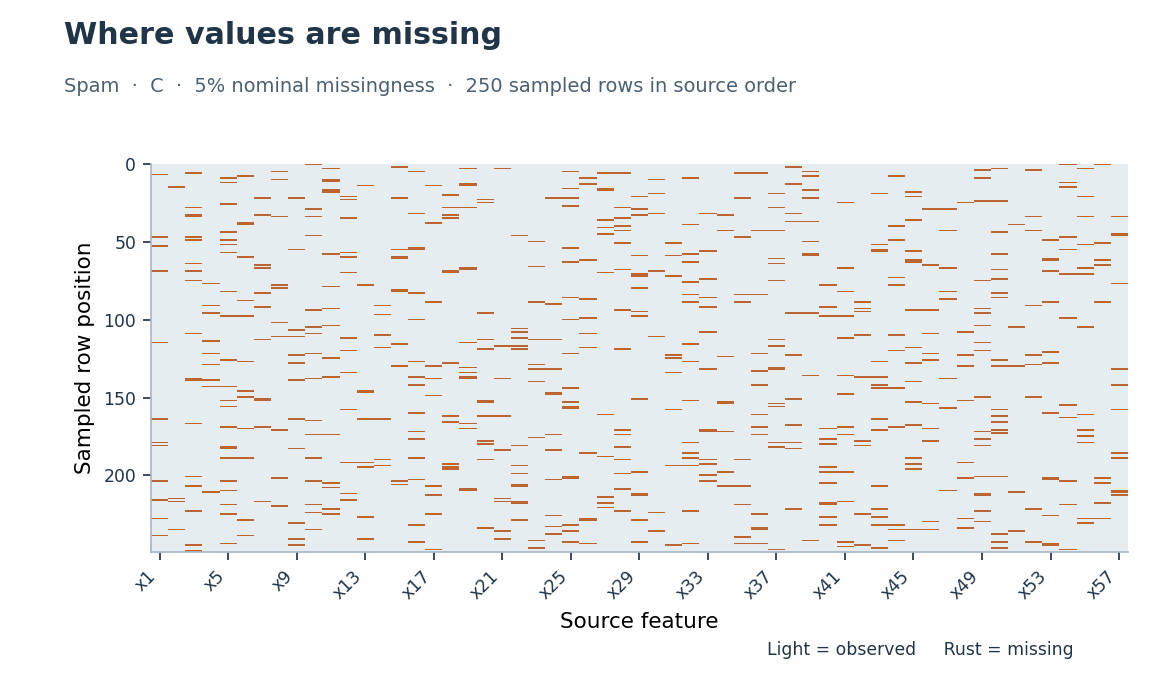 Where values are missing
Spam · C · 5% nominal missingness · 250 sampled rows in source order
0
50
100
150
200
Sampled row position
x1 x5 x9 x13 x17 x21 x25 x29 x33 x37 x41 x45 x49 x53 x57
Source feature
Light = observed Rust = missing